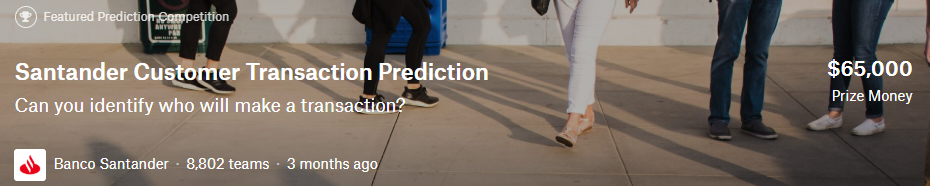 Featured Prediction Competition
Santander Customer Transaction Prediction
$65,000
Can you identify who will make a transaction?
Prize Money
Banco Santander · 8,802 teams · 3 months ago